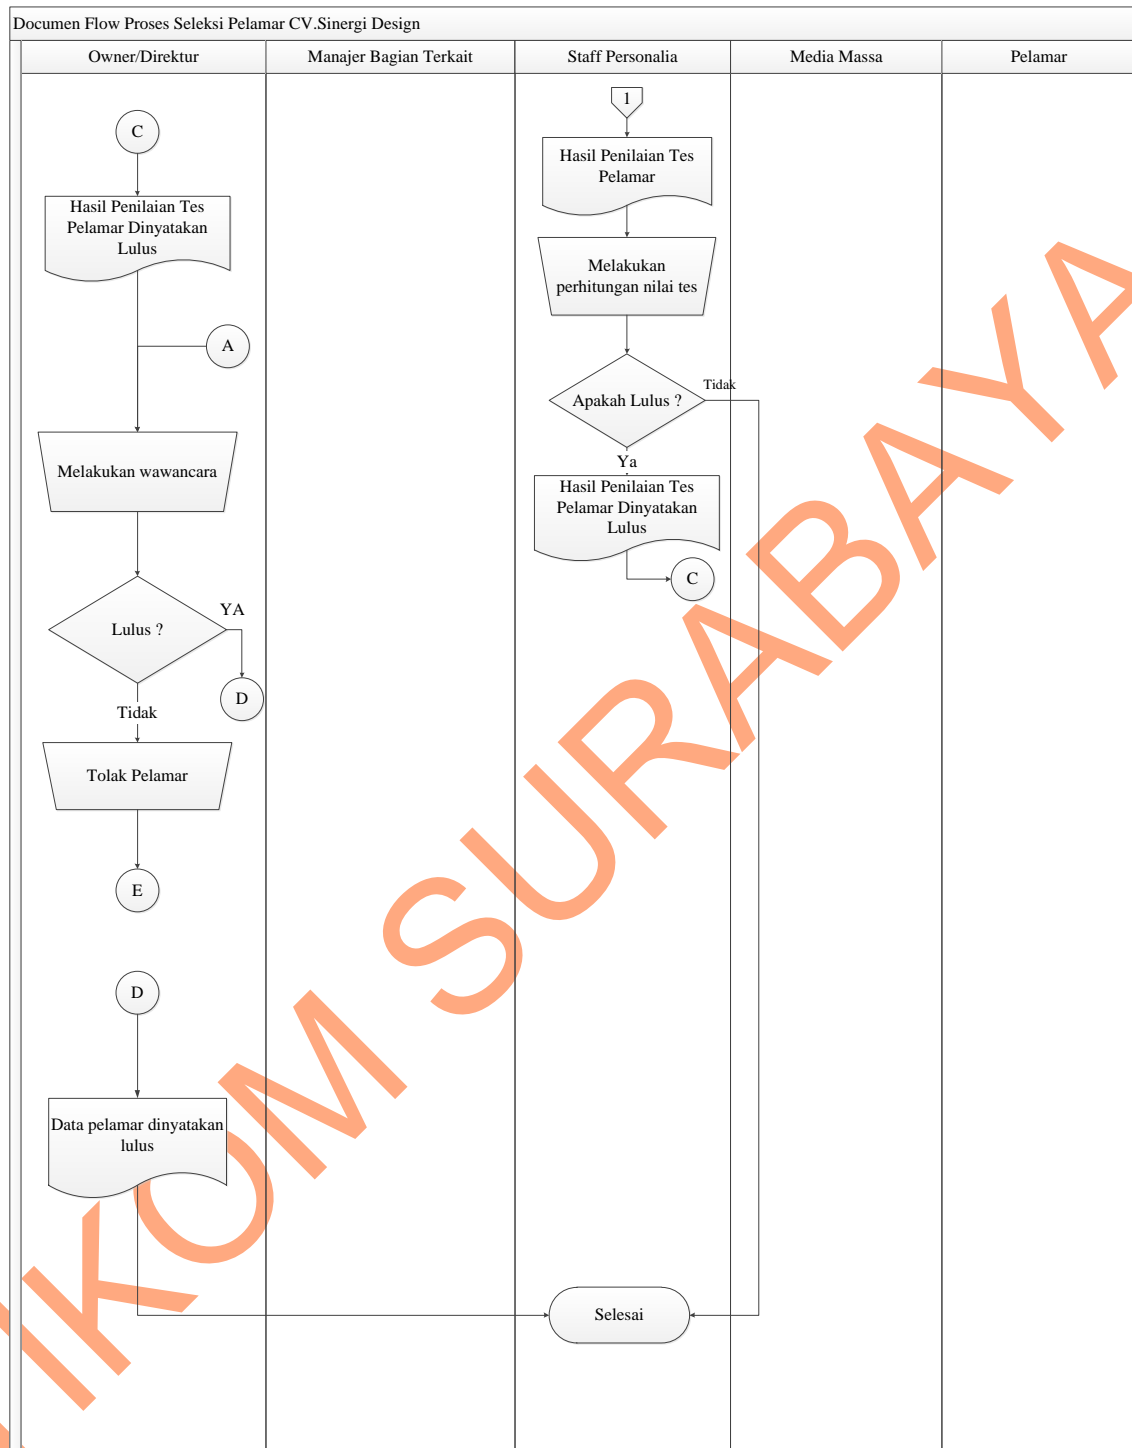 Documen Flow Proses Seleksi Pelamar CV.Sinergi Design
Owner/Direktur
Manajer Bagian Terkait
Staff Personalia
Media Massa
Pelamar
C
Hasil Penilaian Tes
Pelamar Dinyatakan
Lulus
A
Melakukan wawancara
Lulus ?
YA
D
Tidak
Tolak Pelamar
E
D
Data pelamar dinyatakan
lulus
1
Hasil Penilaian Tes
Pelamar
Melakukan
perhitungan nilai tes
Apakah Lulus ?
Tidak
Ya
Hasil Penilaian Tes
Pelamar Dinyatakan
Lulus
C
Selesai
IKOM SURABAYA